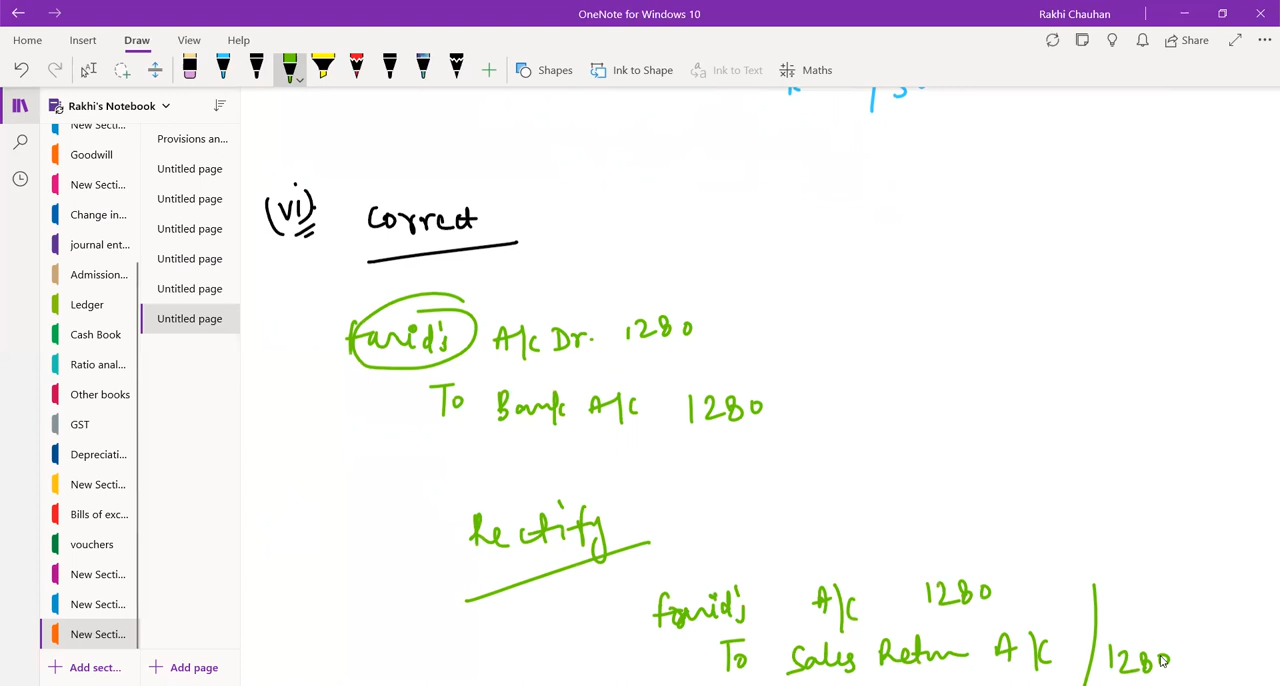 OneNote for Windows 10
Rakhi Chauhan
Home Insert Draw View Help
Share
Shapes Ink to Shape Ink to Text Maths
Rakhi's Notebook
New Secti...
Goodwill
New Secti...
Change in...
journal ent...
Admission...
Ledger
Cash Book
Ratio anal...
Other books
GST
Depreciati...
New Secti...
Bills of exc...
vouchers
New Secti...
New Secti...
New Secti...
Add sect...
Provisions an...
Untitled page
Untitled page
Untitled page
Untitled page
Untitled page
Untitled page
Add page
(vi) Correct
Farid's A/C Dr. 1280
To Bank A/C 1280
Rectify
Farid's A/C 1280
To Sales Return A/C 1280